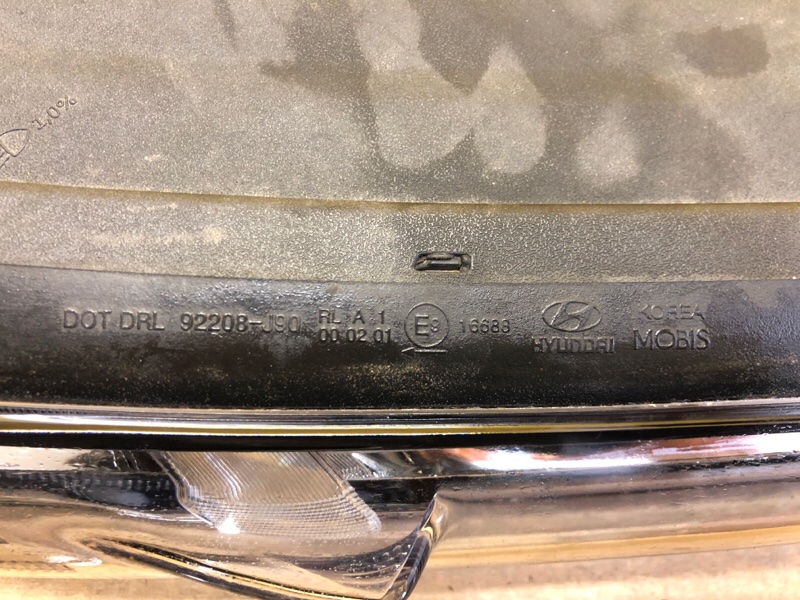 1.0%
DOT DRL 92208-J90 RL A 1 E9 16688 HYUNDAI KOREA
00 02 01 MOBIS